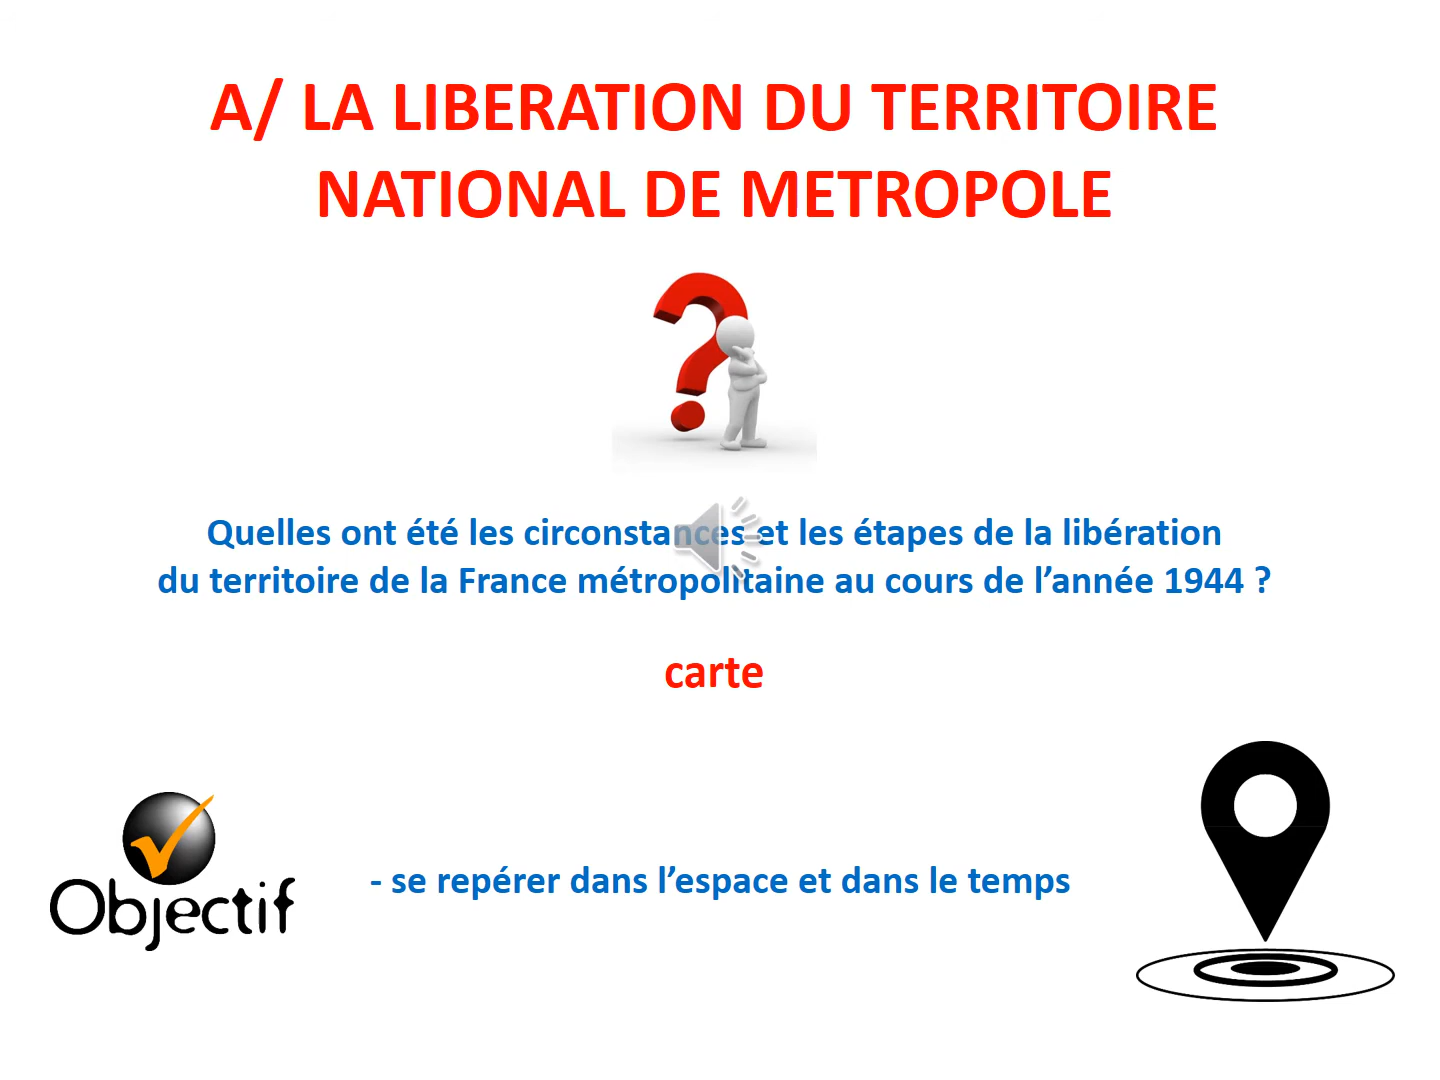 A/ LA LIBERATION DU TERRITOIRE
NATIONAL DE METROPOLE
Quelles ont été les circonstances et les étapes de la libération
du territoire de la France métropolitaine au cours de l’année 1944 ?
carte
Objectif
- se repérer dans l’espace et dans le temps